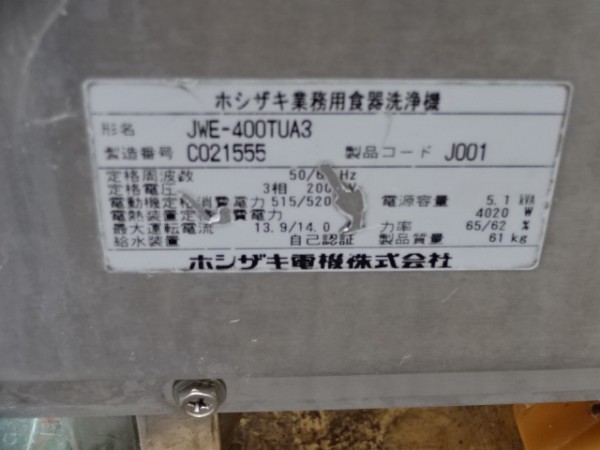 ホシザキ業務用食器洗浄機
形名 JWE-400TUA3
製造番号 C021555 製品コード J001
定格周波数 50/6 Hz
定格電圧 3相 200 V
電動機定格消費電力 515/520 電源容量 5.1 kVA
電熱装置定 費電力 4020 W
最大運転電流 13.9/14.0 力率 65/62 %
給水装置 自己認証 製品質量 61 kg
ホシザキ電機株式会社